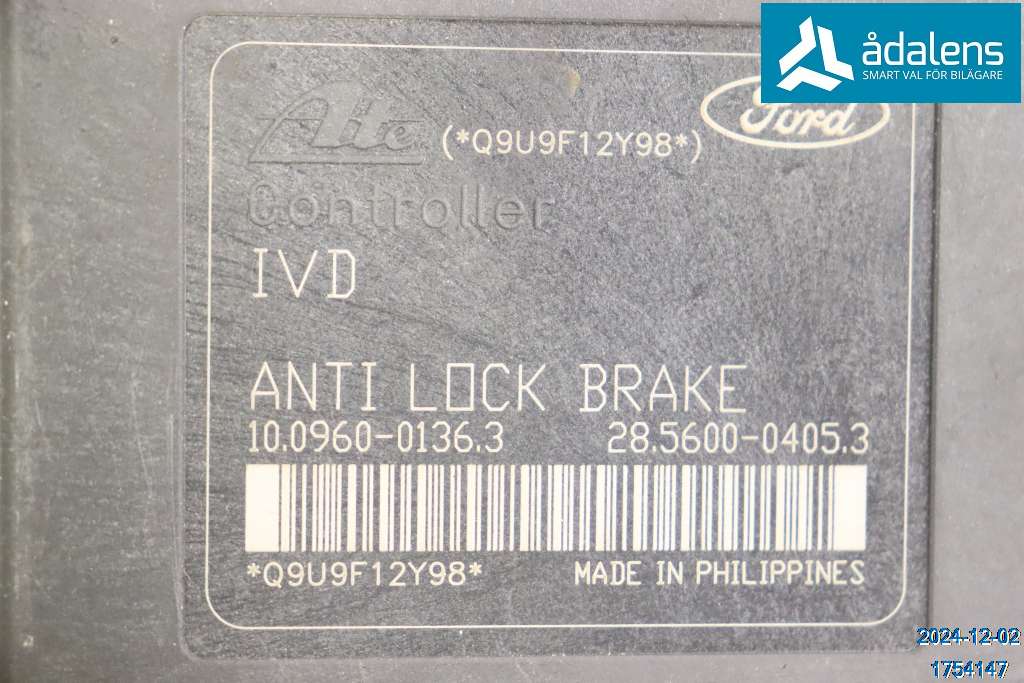 ådalens
SMART VAL FÖR BILÄGARE
Ford
Ate
(*Q9U9F12Y98*)
Controller
IVD
ANTI LOCK BRAKE
10.0960-0136.3 28.5600-0405.3
*Q9U9F12Y98* MADE IN PHILIPPINES
2024-12-02
1754147